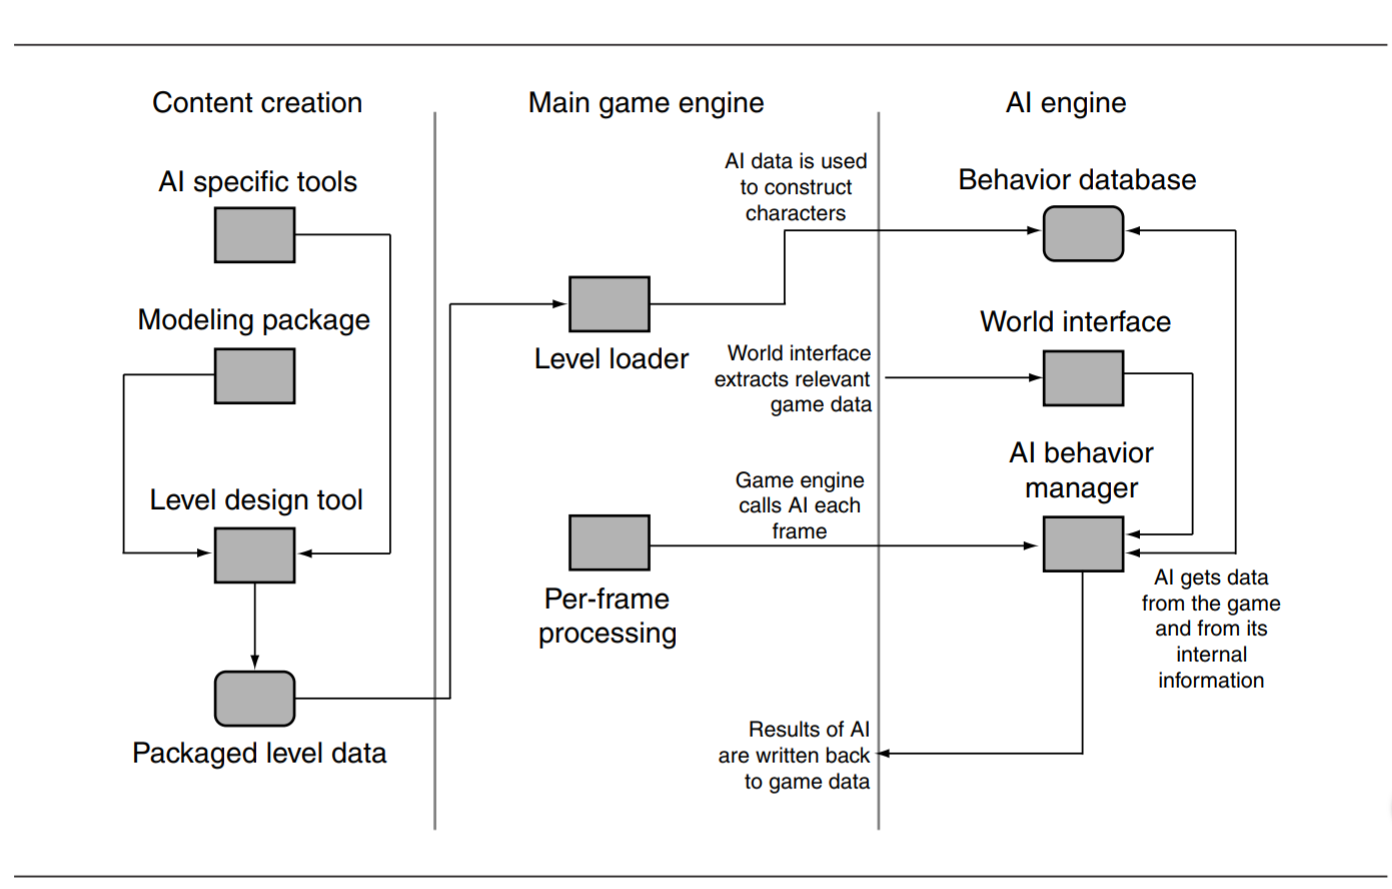 Content creation
AI specific tools
Modeling package
Level design tool
Packaged level data
Main game engine
AI data is used
to construct
characters
Level loader
World interface
extracts relevant
game data
Game engine
calls AI each
frame
Per-frame
processing
Results of AI
are written back
to game data
AI engine
Behavior database
World interface
AI behavior
manager
AI gets data
from the game
and from its
internal
information